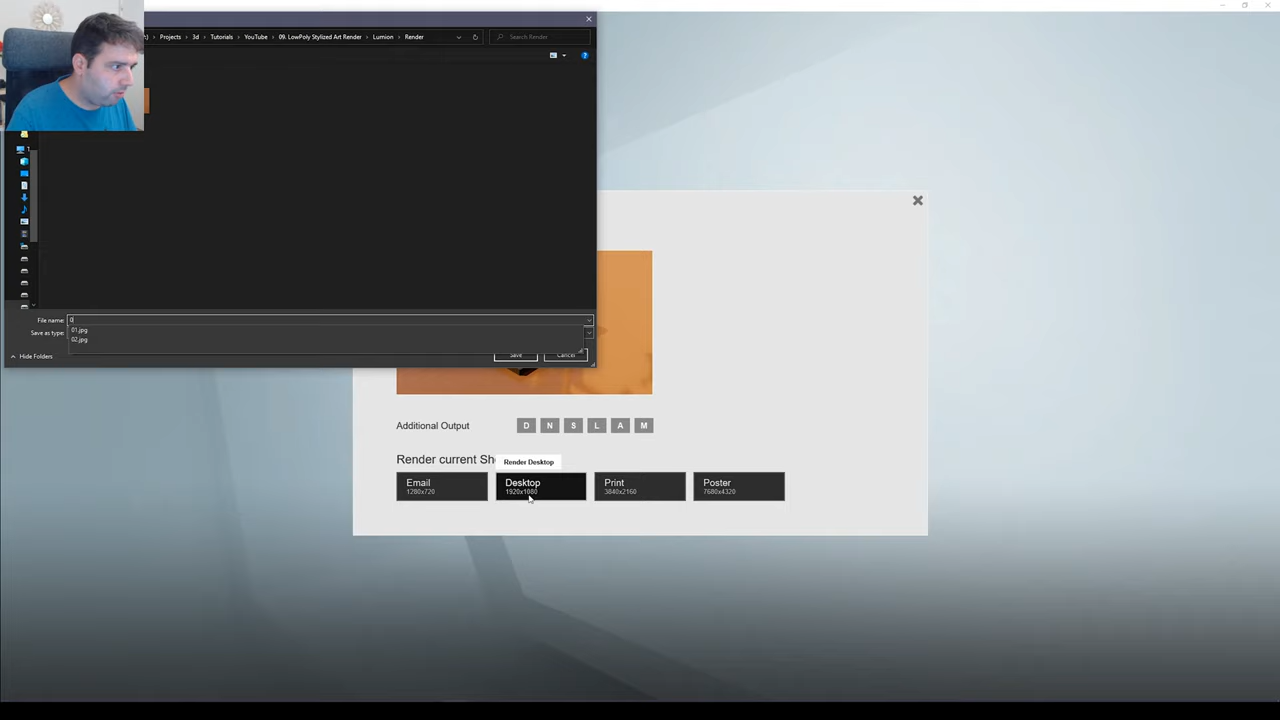 Projects
3d
Tutorials
YouTube
09. LowPoly Stylized Art Render
Lumion
Render
Search Render
File name:
0
Save as type:
01.jpg
02.jpg
Hide Folders
Save
Cancel
Additional Output
D N S L A M
Render current Sh
Render Desktop
Email
1280x720
Desktop
1920x1080
Print
3840x2160
Poster
7680x4320